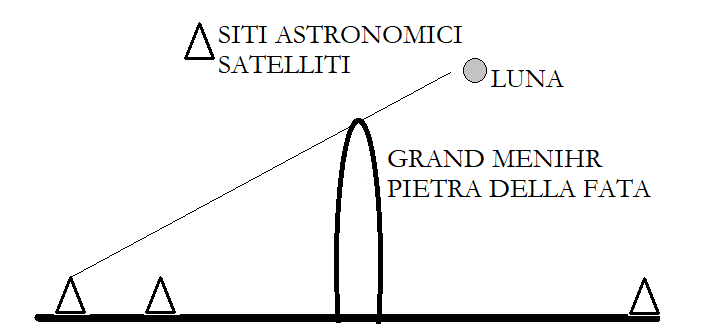 SITI ASTRONOMICI
SATELLITI
LUNA
GRAND MENIHR
PIETRA DELLA FATA